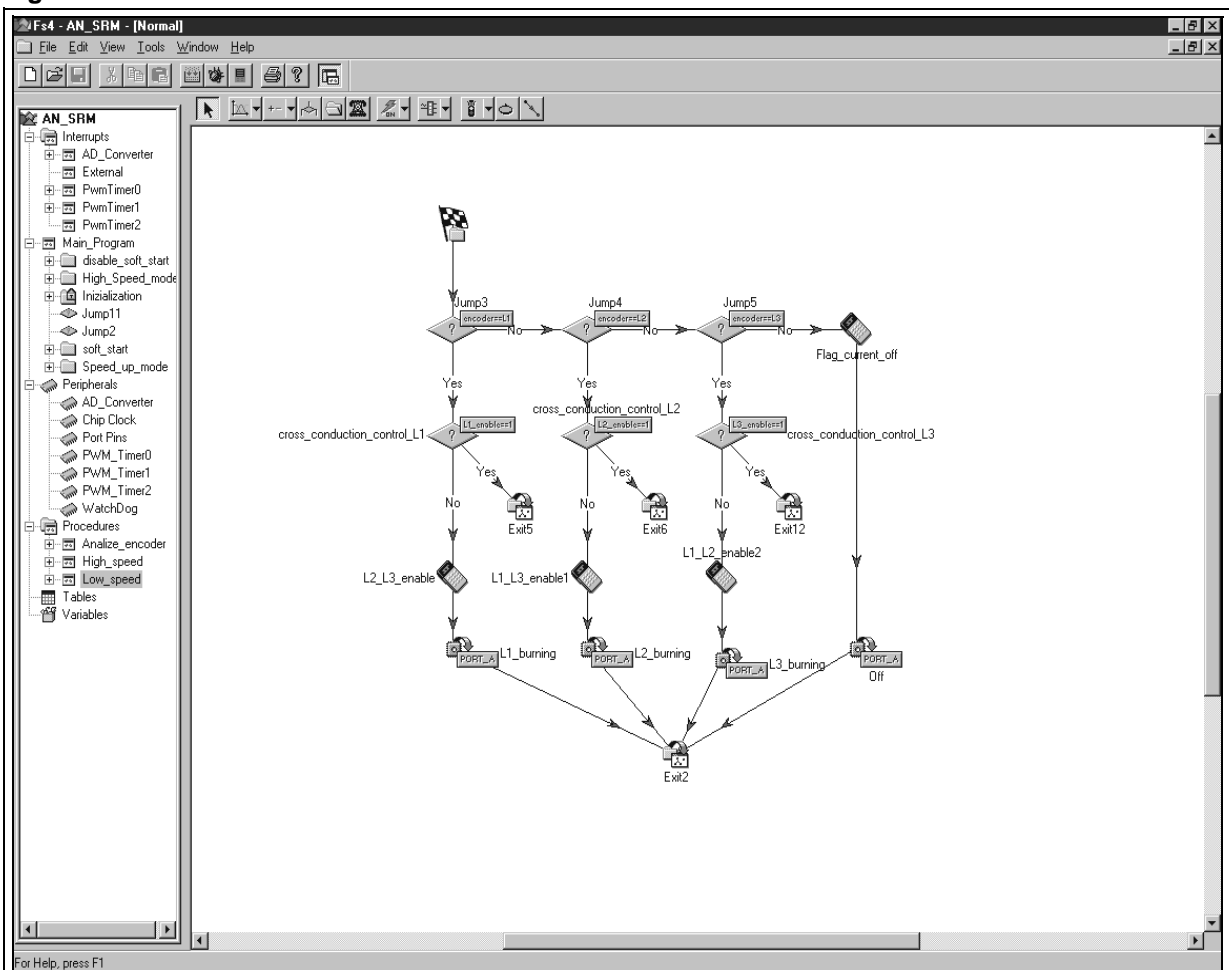 Fs4 - AN_SRM - [Normal]
File Edit View Tools Window Help
AN_SRM
Interrupts
AD_Converter
External
PwmTimer0
PwmTimer1
PwmTimer2
Main_Program
disable_soft_start
High_Speed_mode
Inizialization
Jump11
Jump2
soft_start
Speed_up_mode
Peripherals
AD_Converter
Chip Clock
Port Pins
PWM_Timer0
PWM_Timer1
PWM_Timer2
WatchDog
Procedures
Analize_encoder
High_speed
Low_speed
Tables
Variables
Jump3 Jump4 Jump5
encoder==L1 encoder==L2 encoder==L3
? No ? No ? No
Flag_current_off
Yes Yes Yes
cross_conduction_control_L2
L1_enable==1 L2_enable==1 L3_enable==1
cross_conduction_control_L1 ? ? ? cross_conduction_control_L3
Yes Yes Yes
No No No
Exit5 Exit6 Exit12
L1_L2_enable2
L2_L3_enable L1_L3_enable1
L1_burning L2_burning L3_burning
PORT_A PORT_A PORT_A PORT_A
Off
Exit2
For Help, press F1